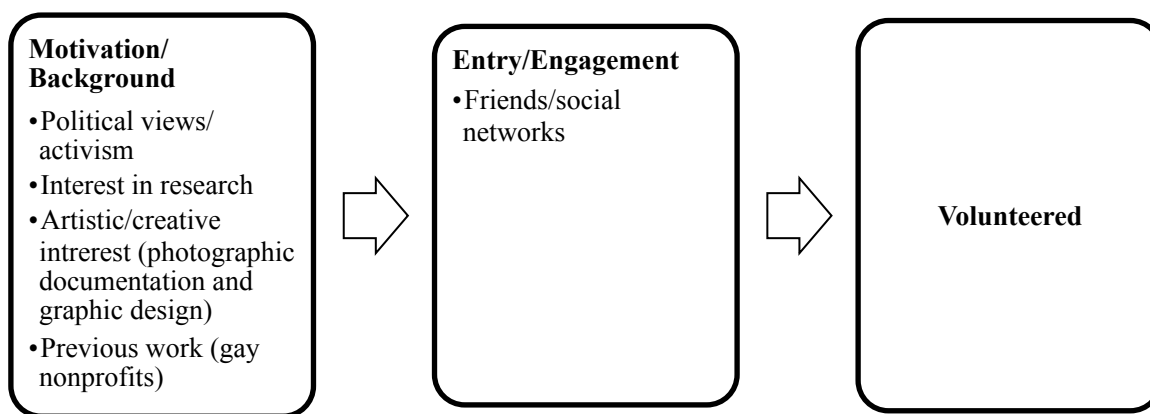 Motivation/
Background
•Political views/
activism
•Interest in research
•Artistic/creative
intrerest (photographic
documentation and
graphic design)
•Previous work (gay
nonprofits)
Entry/Engagement
•Friends/social
networks
Volunteered